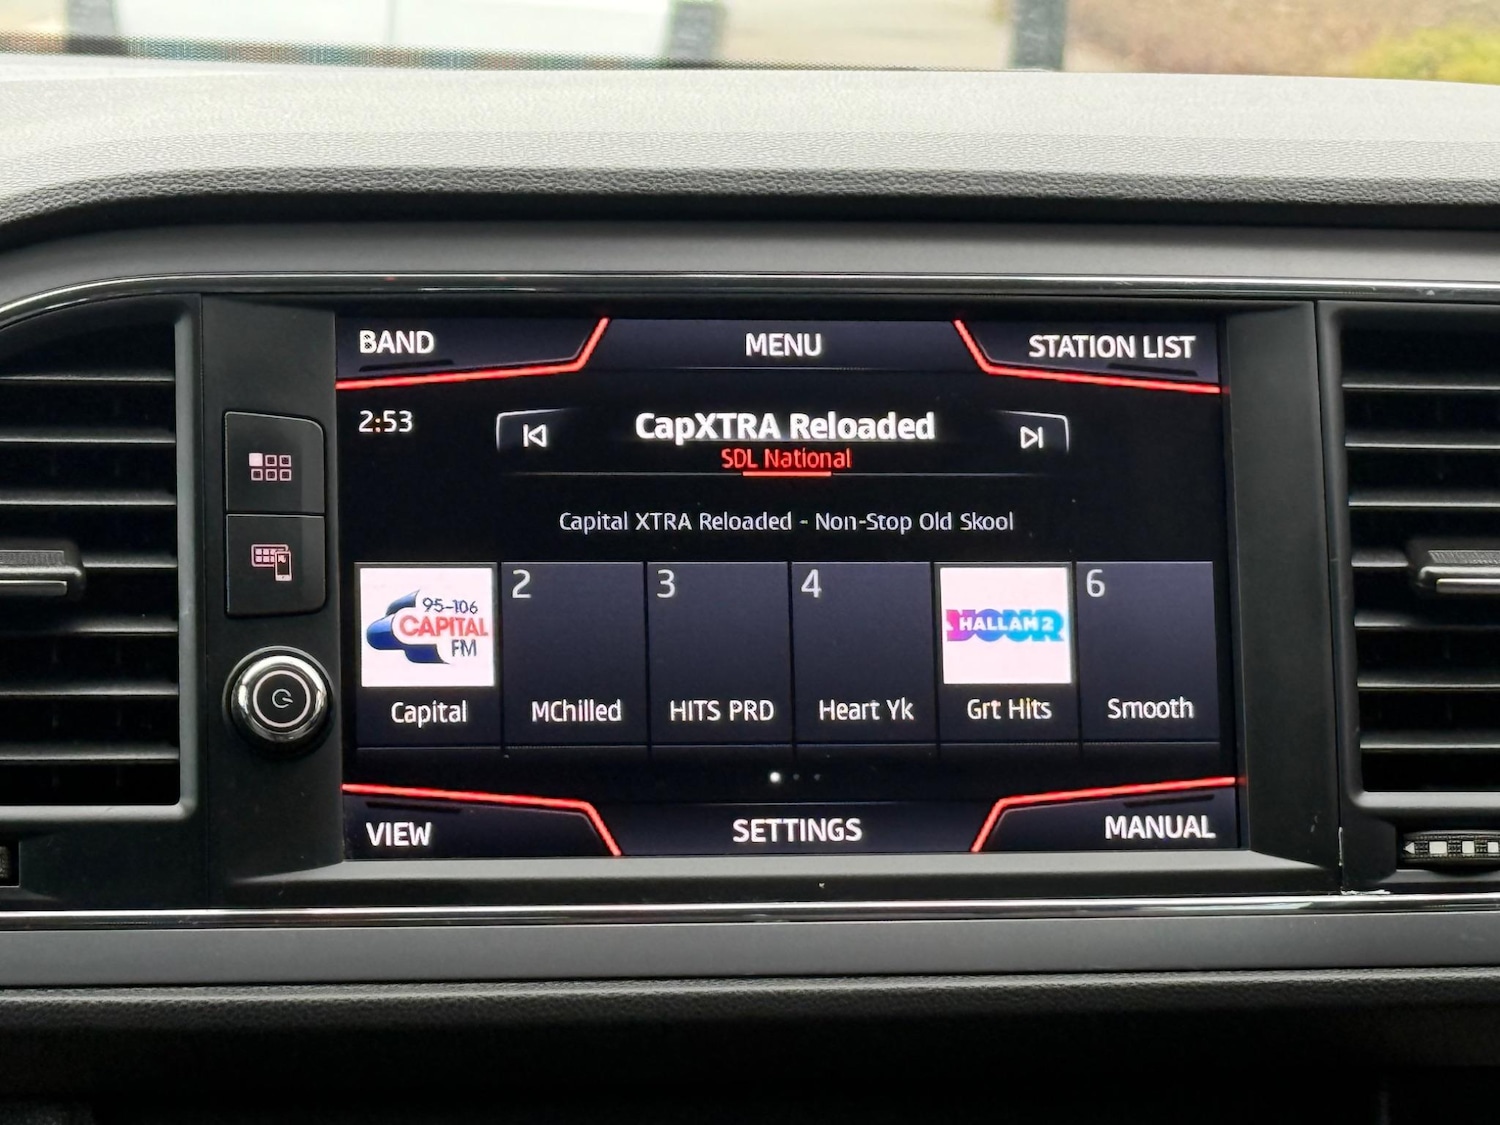 BAND MENU STATION LIST
2:53 CapXTRA Reloaded
SDL National
Capital XTRA Reloaded - Non-Stop Old Skool
95-106
CAPITAL
FM
Capital
2
MChilled
3
HITS PRD
4
Heart Yk
HALLAM 2
Grt Hits
6
Smooth
VIEW SETTINGS MANUAL